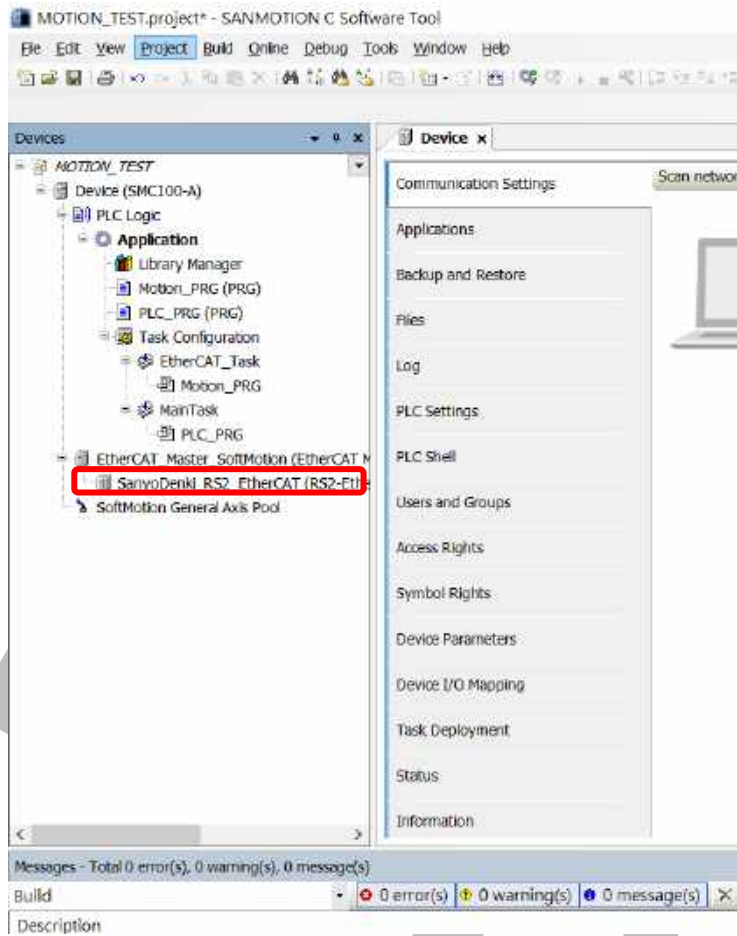 MOTION_TEST.project* - SANMOTION C Software Tool
File Edit View Project Build Online Debug Tools Window Help
Devices
Device
MOTION_TEST
Device (SMC100-A)
PLC Logic
Application
Library Manager
Motion_PRG (PRG)
PLC_PRG (PRG)
Task Configuration
EtherCAT_Task
Motion_PRG
MainTask
PLC_PRG
EtherCAT_Master_SoftMotion (EtherCAT M
SanyoDenki_RS2_EtherCAT (RS2-Ethe
SoftMotion General Axis Pool
Communication Settings
Applications
Backup and Restore
Files
Log
PLC Settings
PLC Shell
Users and Groups
Access Rights
Symbol Rights
Device Parameters
Device I/O Mapping
Task Deployment
Status
Information
Scan networ
Messages - Total 0 error(s), 0 warning(s), 0 message(s)
Build 0 error(s) 0 warning(s) 0 message(s)
Description